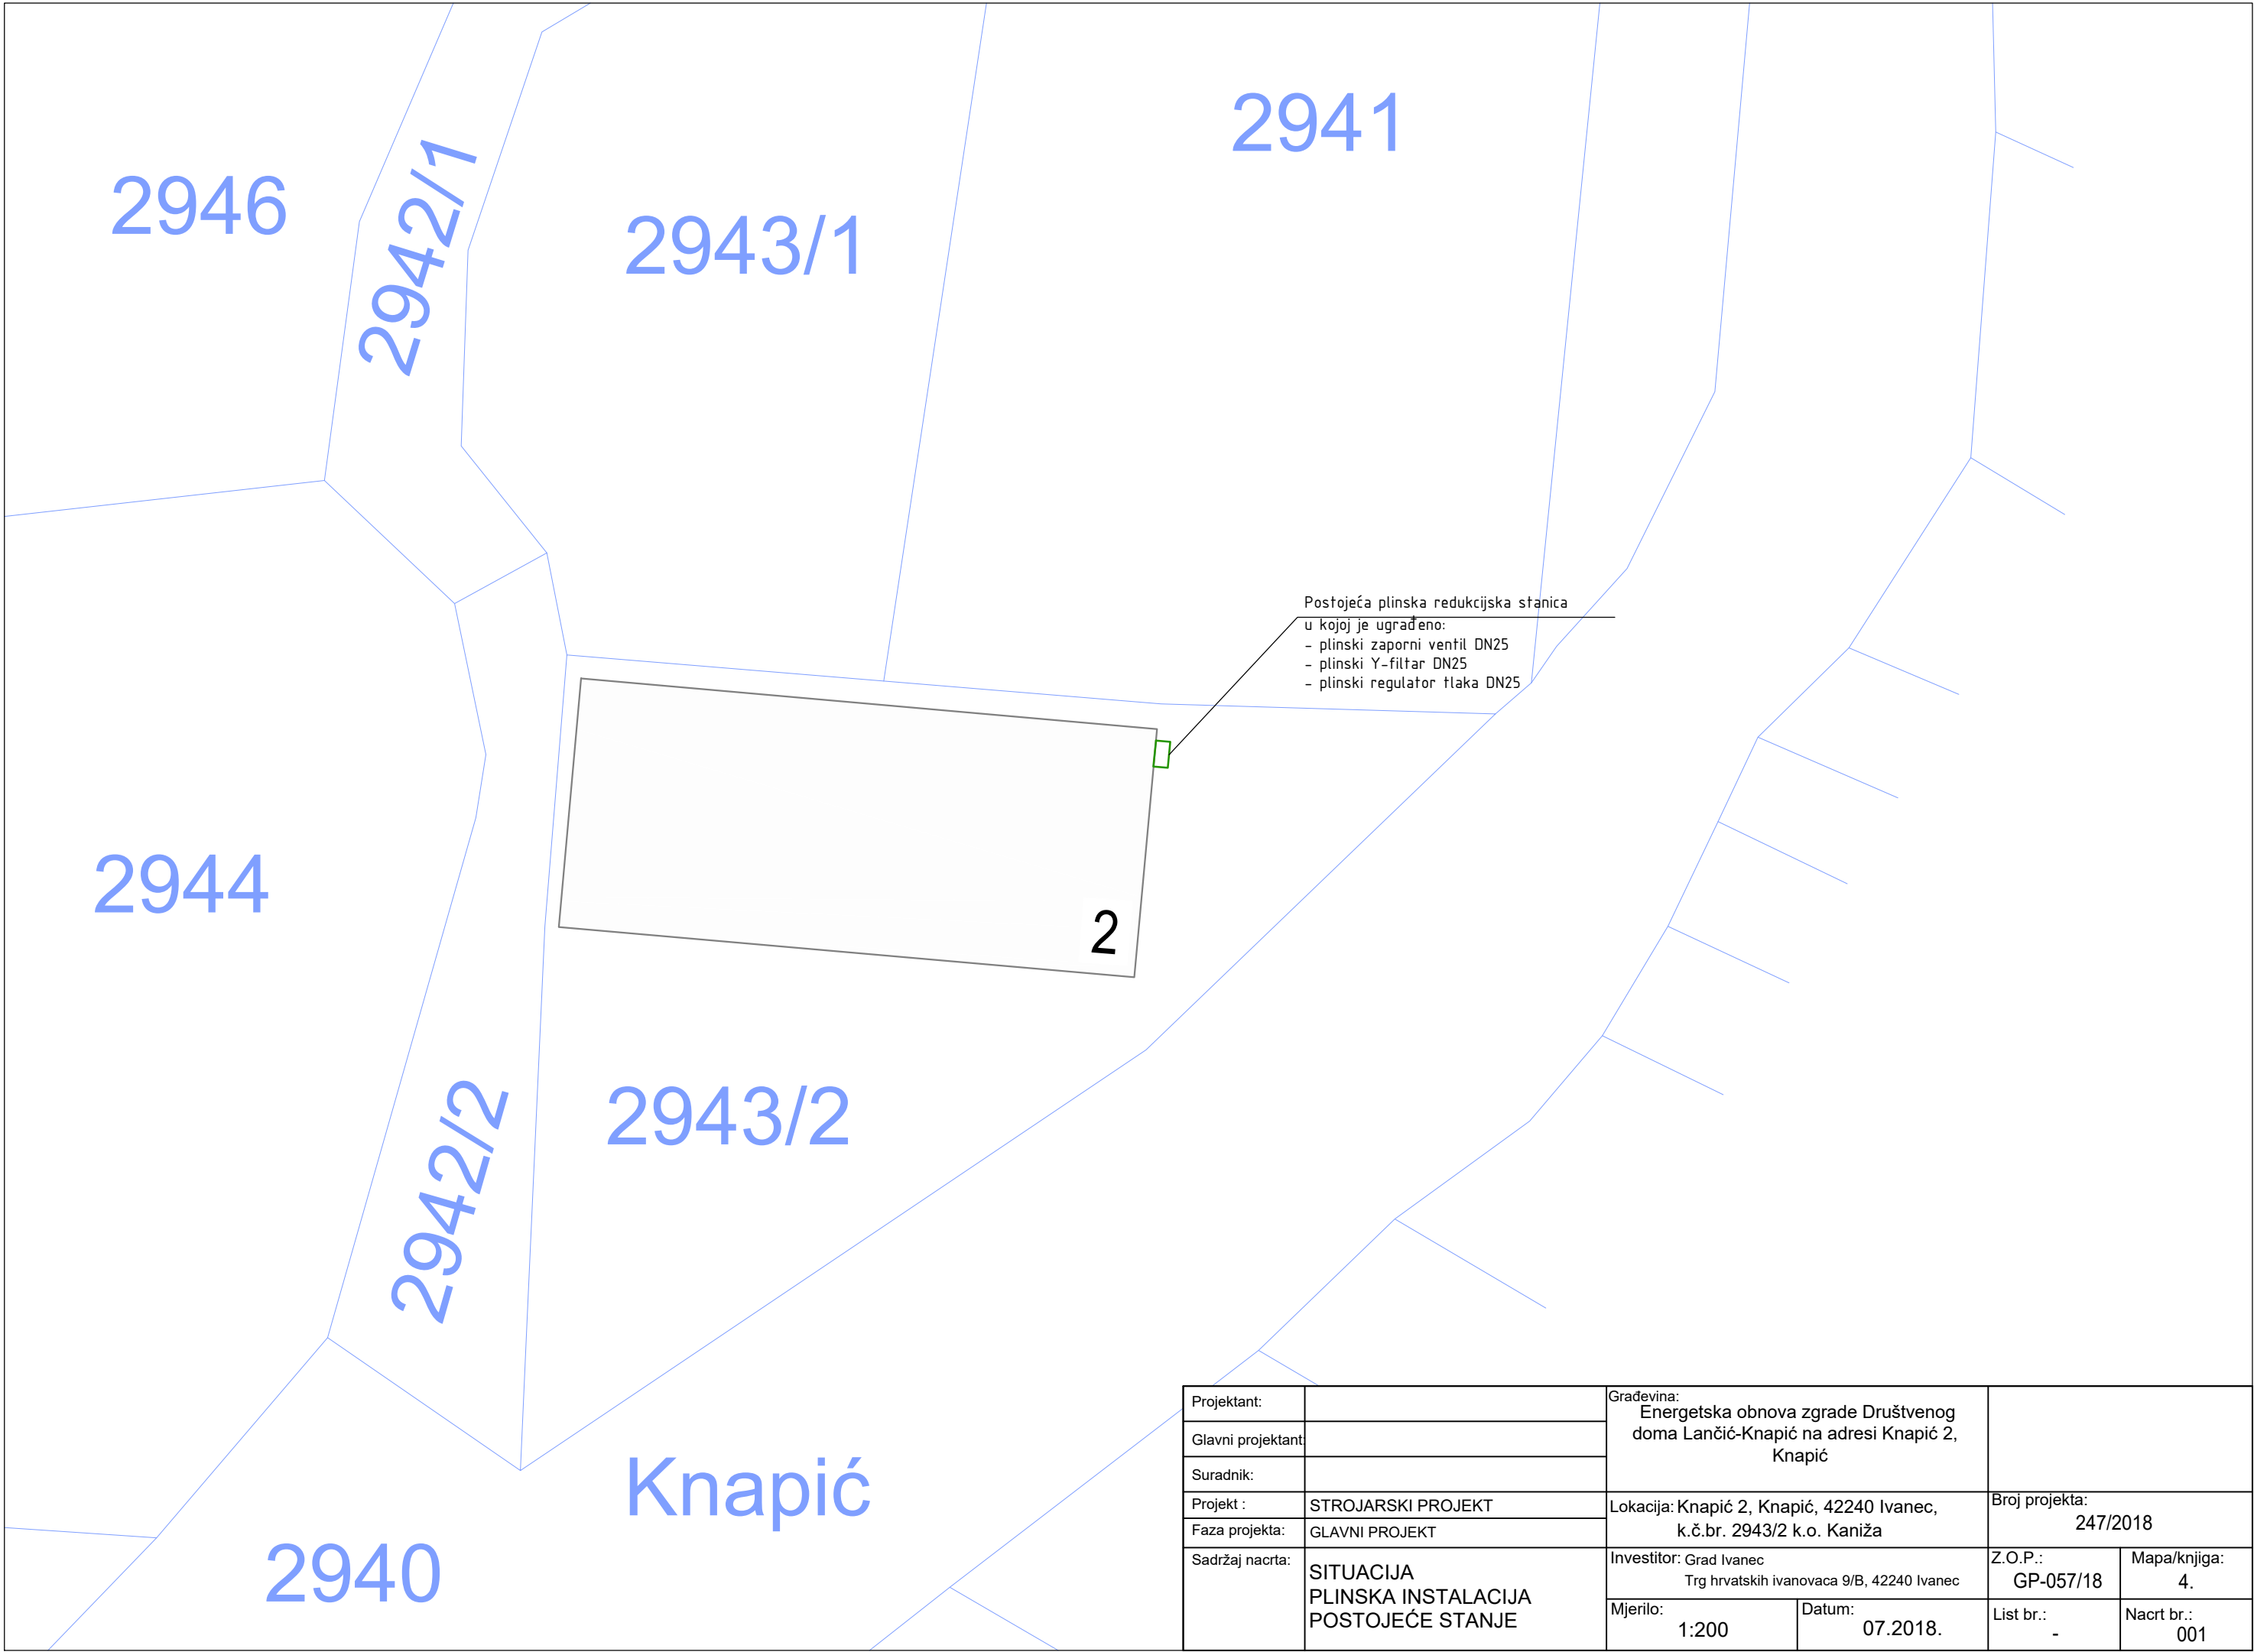 2941
2946
2942/1
2943/1
Postojeća plinska redukcijska stanica
u kojoj je ugrađeno:
- plinski zaporni ventil DN25
- plinski Y-filtar DN25
- plinski regulator tlaka DN25
2944
2
2943/2
2942/2
Knapić
2940
Projektant:
Glavni projektant:
Suradnik:
Projekt : STROJARSKI PROJEKT
Faza projekta: GLAVNI PROJEKT
Sadržaj nacrta:
SITUACIJA
PLINSKA INSTALACIJA
POSTOJEĆE STANJE
Građevina:
Energetska obnova zgrade Društvenog
doma Lančić-Knapić na adresi Knapić 2,
Knapić
Lokacija: Knapić 2, Knapić, 42240 Ivanec,
k.č.br. 2943/2 k.o. Kaniža
Broj projekta:
247/2018
Investitor: Grad Ivanec
Trg hrvatskih ivanovaca 9/B, 42240 Ivanec
Z.O.P.:
GP-057/18
Mapa/knjiga:
4.
Mjerilo:
1:200
Datum:
07.2018.
List br.:
-
Nacrt br.:
001